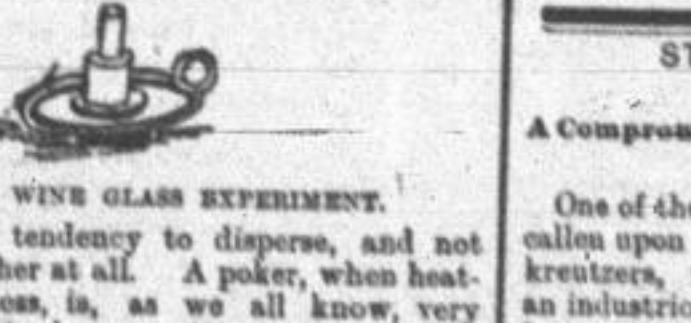 WINE GLASS EXPERIMENT.
tendency to disperse, and not
her at all. A poker, when heat-
ess, is, as we all know, very
ST
A Comprom
One of the
callen upon
kreutzers,
an industrio